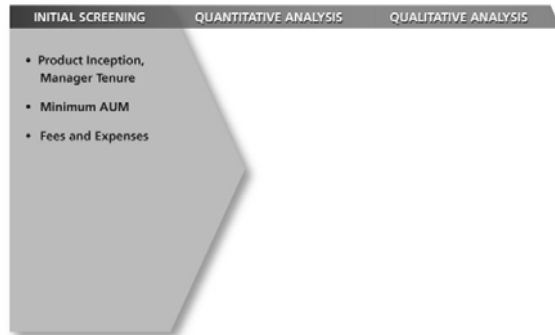 INITIAL SCREENING QUANTITATIVE ANALYSIS QUALITATIVE ANALYSIS
• Product Inception,
Manager Tenure
• Minimum AUM
• Fees and Expenses